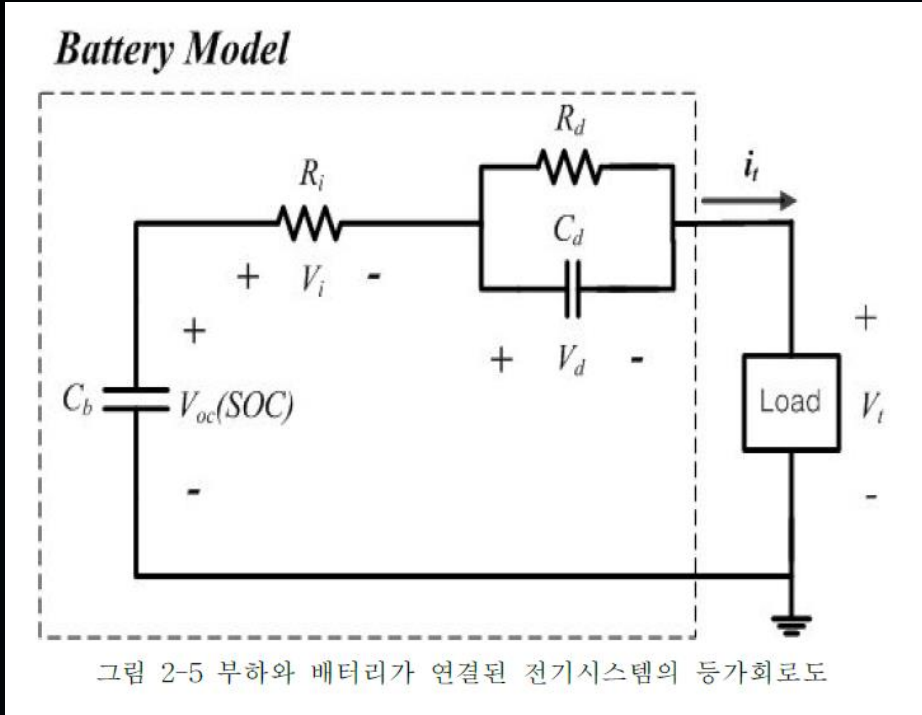 Battery Model
R_d
i_t
R_i
C_d
+ V_i -
+
+
+ V_d -
C_b
V_oc(SOC)
Load
V_t
-
-
그림 2-5 부하와 배터리가 연결된 전기시스템의 등가회로도